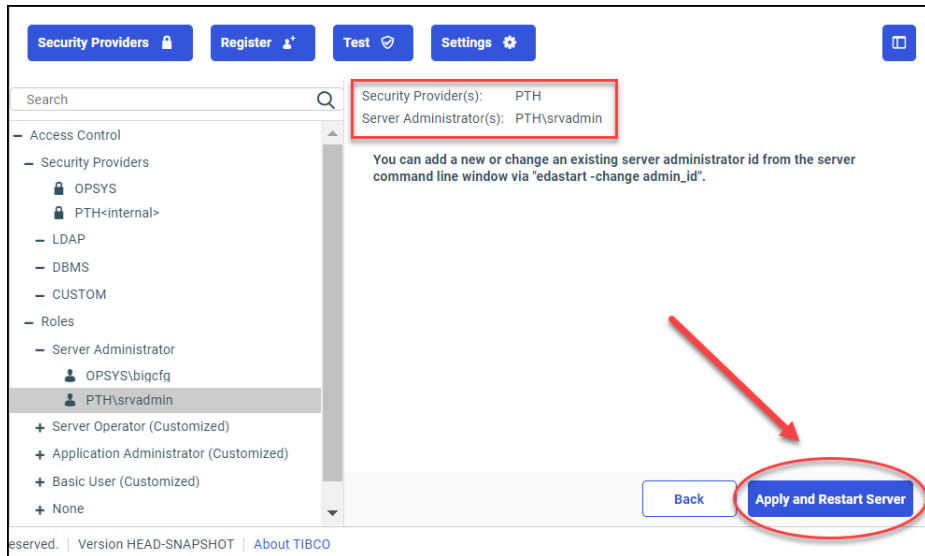 Security Providers
Register
Test
Settings
Search
Access Control
Security Providers
OPSYS
PTH<internal>
LDAP
DBMS
CUSTOM
Roles
Server Administrator
OPSYS\bigcfg
PTH\srvadmin
Server Operator (Customized)
Application Administrator (Customized)
Basic User (Customized)
None
Security Provider(s): PTH
Server Administrator(s): PTH\srvadmin
You can add a new or change an existing server administrator id from the server
command line window via "edastart -change admin_id".
Back
Apply and Restart Server
eserved. | Version HEAD-SNAPSHOT | About TIBCO